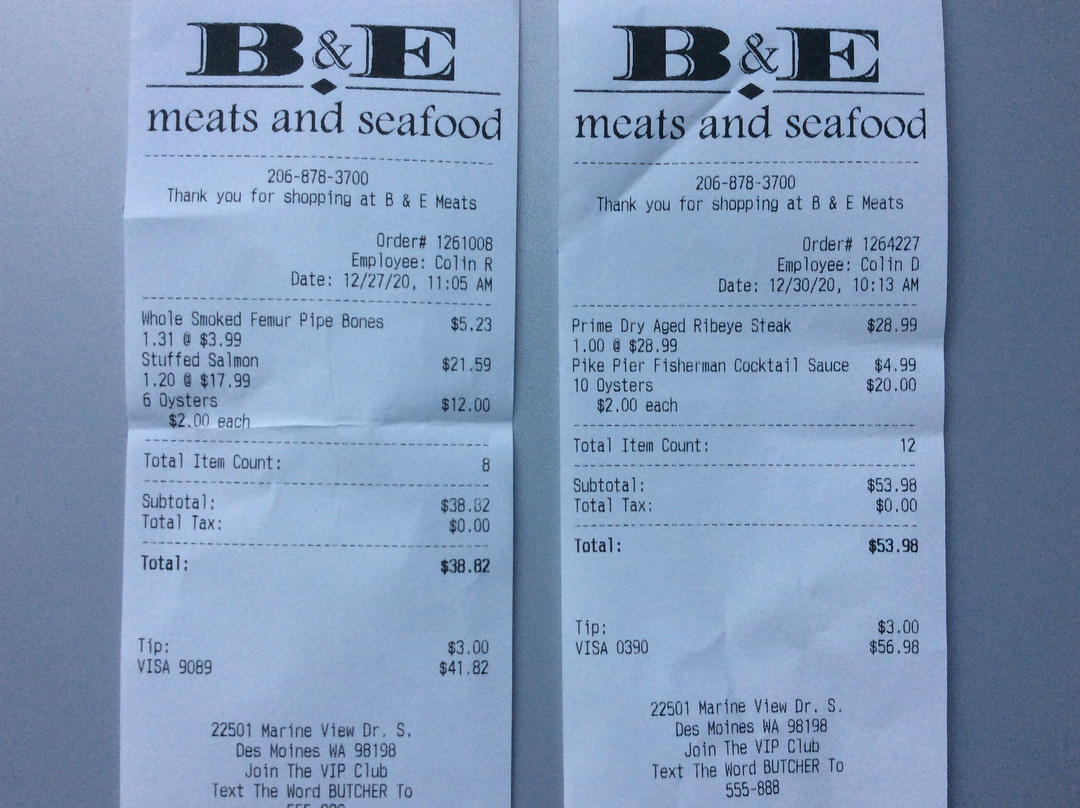 B & E
meats and seafood
206-878-3700
Thank you for shopping at B & E Meats
Order# 1261008
Employee: Colin R
Date: 12/27/20, 11:05 AM
Whole Smoked Femur Pipe Bones $5.23
1.31 @ $3.99
Stuffed Salmon $21.59
1.20 @ $17.99
6 Oysters $12.00
$2.00 each
Total Item Count: 8
Subtotal: $38.82
Total Tax: $0.00
Total: $38.82
Tip: $3.00
VISA 9089 $41.82
22501 Marine View Dr. S.
Des Moines WA 98198
Join The VIP Club
Text The Word BUTCHER To
B & E
meats and seafood
206-878-3700
Thank you for shopping at B & E Meats
Order# 1264227
Employee: Colin D
Date: 12/30/20, 10:13 AM
Prime Dry Aged Ribeye Steak $28.99
1.00 @ $28.99
Pike Pier Fisherman Cocktail Sauce $4.99
10 Oysters $20.00
$2.00 each
Total Item Count: 12
Subtotal: $53.98
Total Tax: $0.00
Total: $53.98
Tip: $3.00
VISA 0390 $56.98
22501 Marine View Dr. S.
Des Moines WA 98198
Join The VIP Club
Text The Word BUTCHER To
555-888